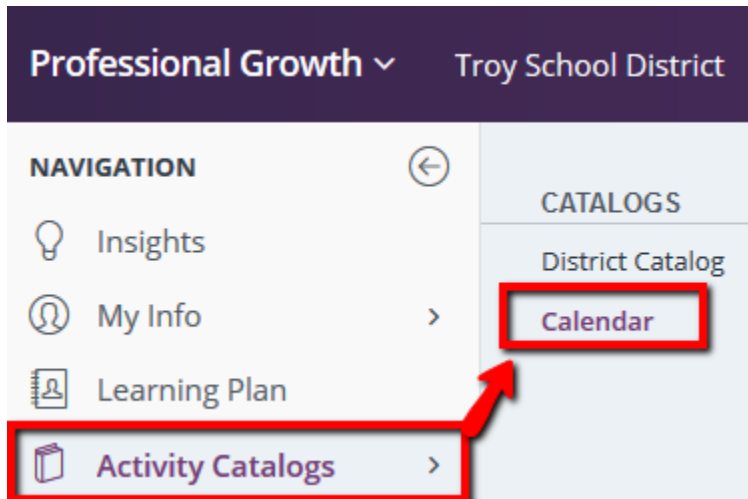 Professional Growth Troy School District
NAVIGATION
Insights
My Info
Learning Plan
Activity Catalogs
CATALOGS
District Catalog
Calendar